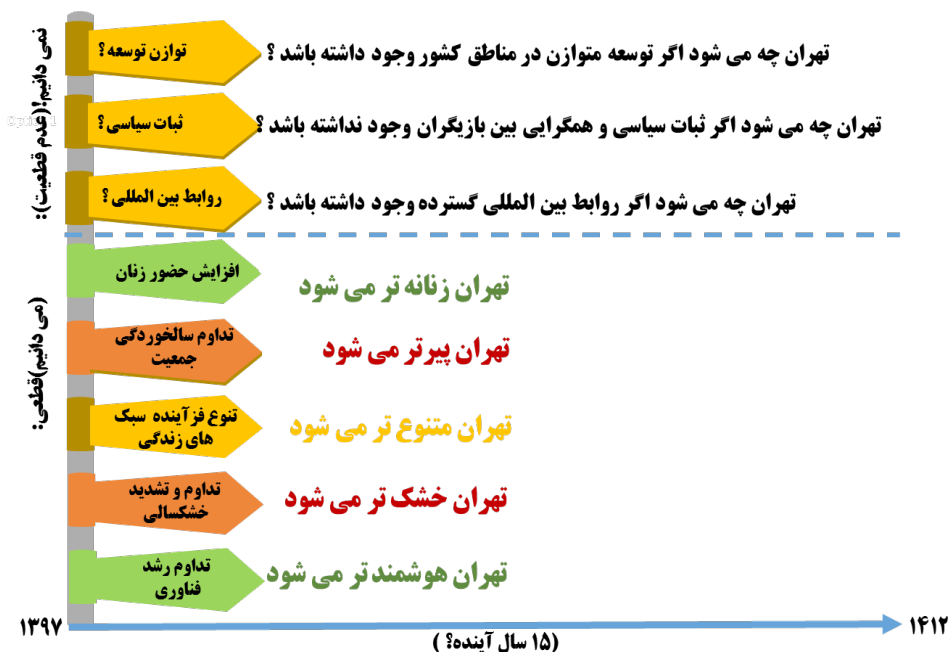 نمی دانیم!(عدم قطعیت):
توازن توسعه؟
تهران چه می شود اگر توسعه متوازن در مناطق کشور وجود داشته باشد ؟
ثبات سیاسی؟
تهران چه می شود اگر ثبات سیاسی و همگرایی بین بازیگران وجود نداشته باشد ؟
روابط بین المللی؟
تهران چه می شود اگر روابط بین المللی گسترده وجود داشته باشد ؟
(می دانیم)قطعی:
افزایش حضور زنان
تهران زنانه تر می شود
تداوم سالخوردگی
جمعیت
تهران پیرتر می شود
تنوع فزآینده سبک
های زندگی
تهران متنوع تر می شود
تداوم و تشدید
خشکسالی
تهران خشک تر می شود
تداوم رشد
فناوری
تهران هوشمندتر می شود
۱۳۹۷
(۱۵ سال آینده؟ )
۱۴۱۲